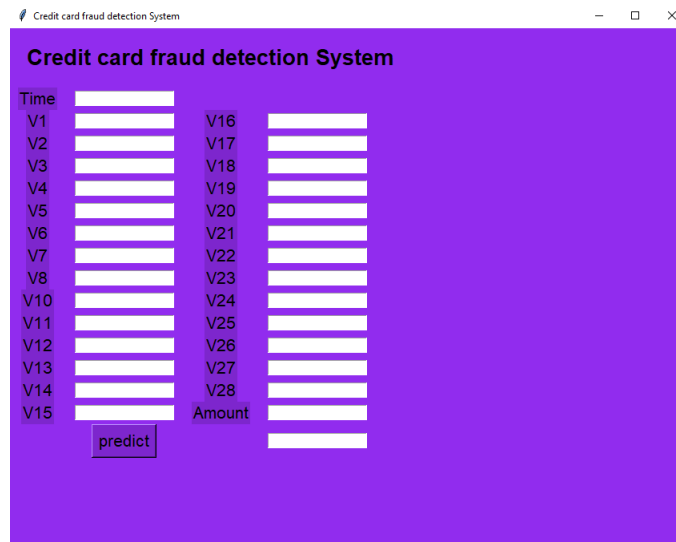 Credit card fraud detection System
Credit card fraud detection System
Time
V1 V16
V2 V17
V3 V18
V4 V19
V5 V20
V6 V21
V7 V22
V8 V23
V10 V24
V11 V25
V12 V26
V13 V27
V14 V28
V15 Amount
predict